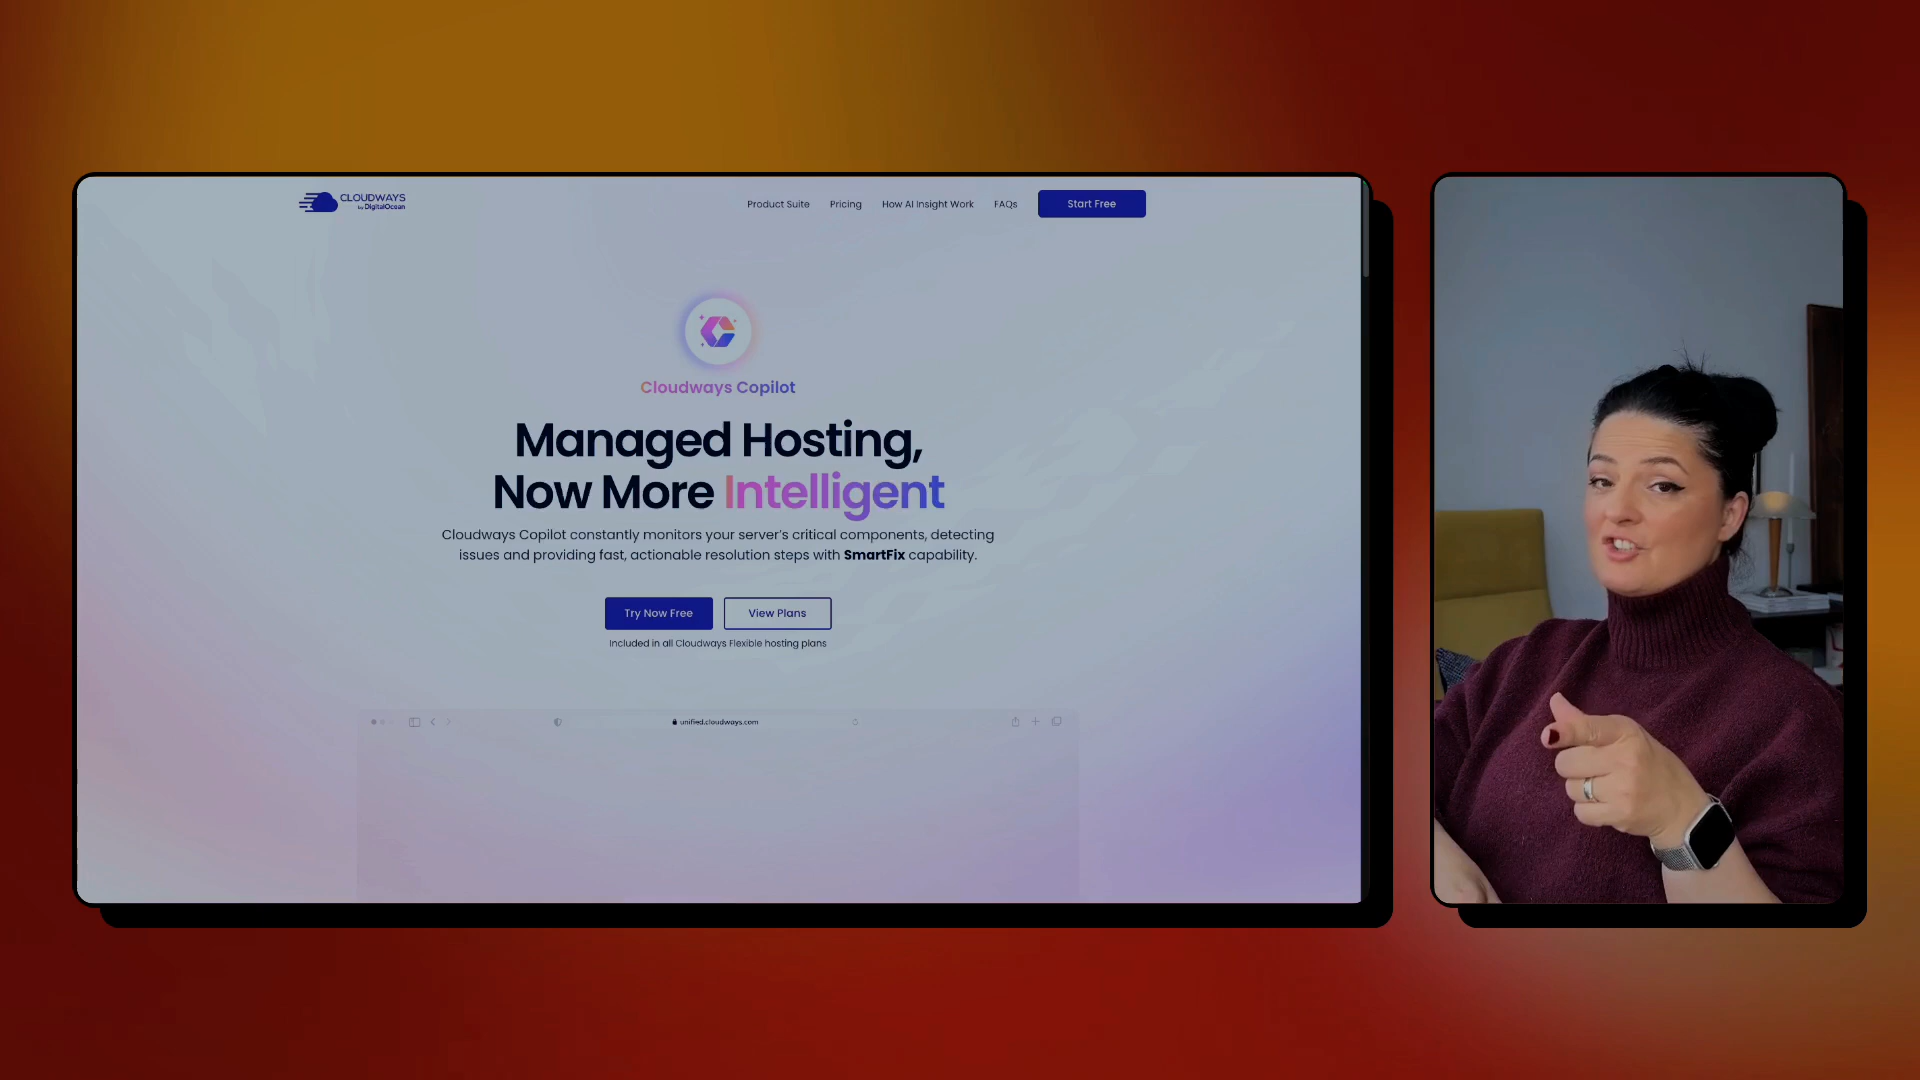 CLOUDWAYS
by DigitalOcean
Product Suite
Pricing
How AI Insight Work
FAQs
Start Free
Cloudways Copilot
Managed Hosting,
Now More Intelligent
Cloudways Copilot constantly monitors your server's critical components, detecting
issues and providing fast, actionable resolution steps with SmartFix capability.
Try Now Free
View Plans
Included in all Cloudways Flexible hosting plans
unified.cloudways.com